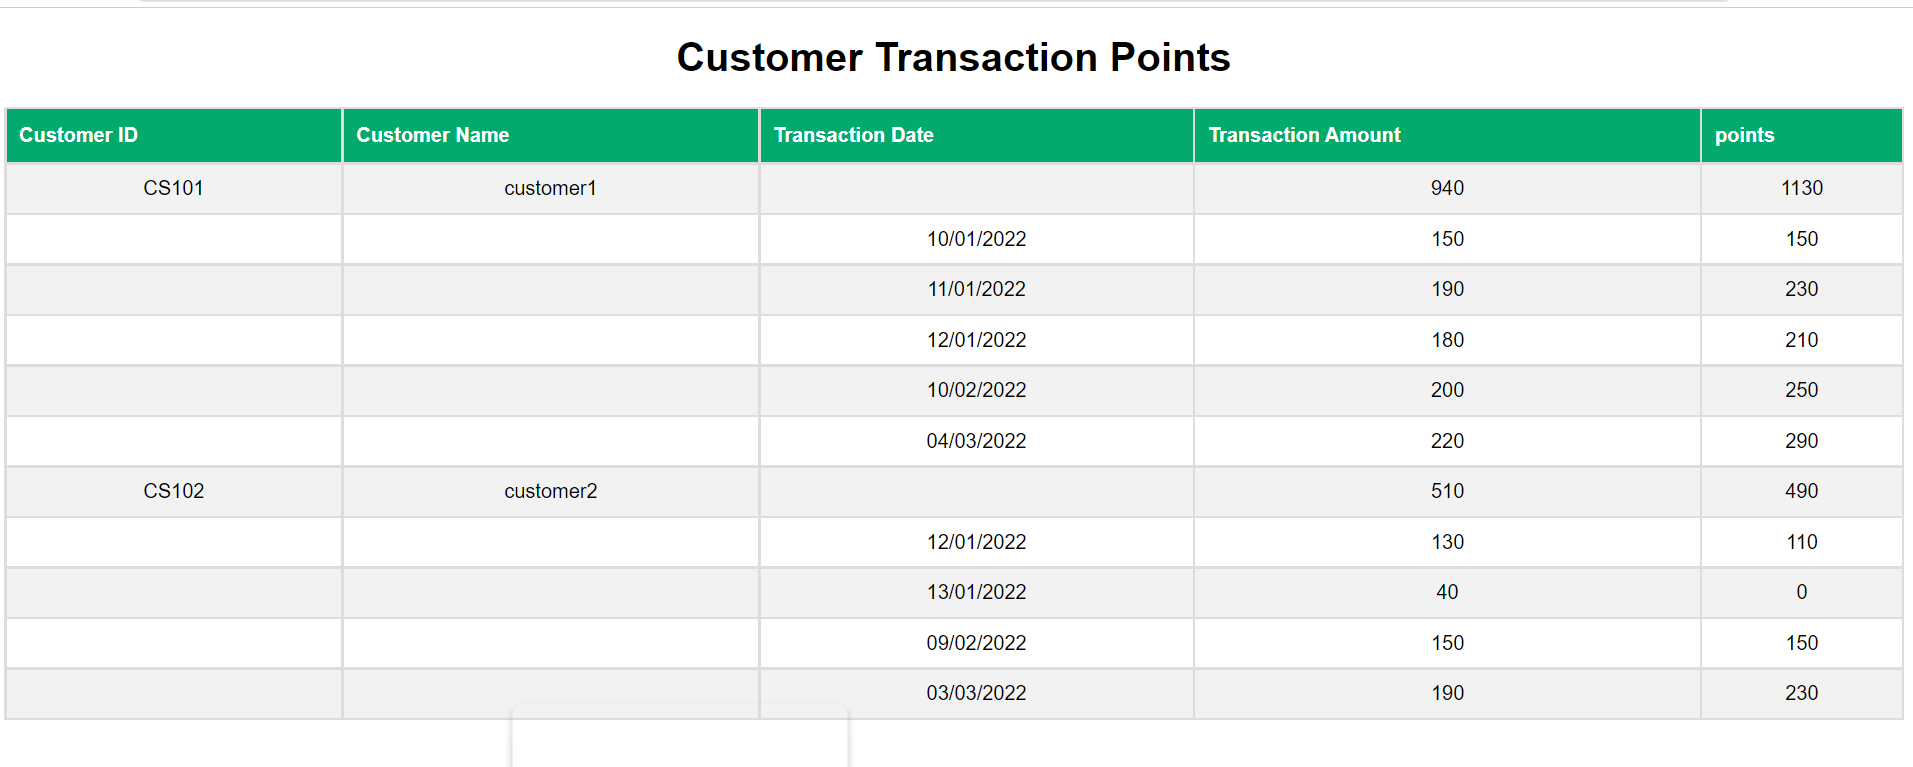 Customer Transaction Points
Customer ID Customer Name Transaction Date Transaction Amount points
CS101 customer1 940 1130
10/01/2022 150 150
11/01/2022 190 230
12/01/2022 180 210
10/02/2022 200 250
04/03/2022 220 290
CS102 customer2 510 490
12/01/2022 130 110
13/01/2022 40 0
09/02/2022 150 150
03/03/2022 190 230